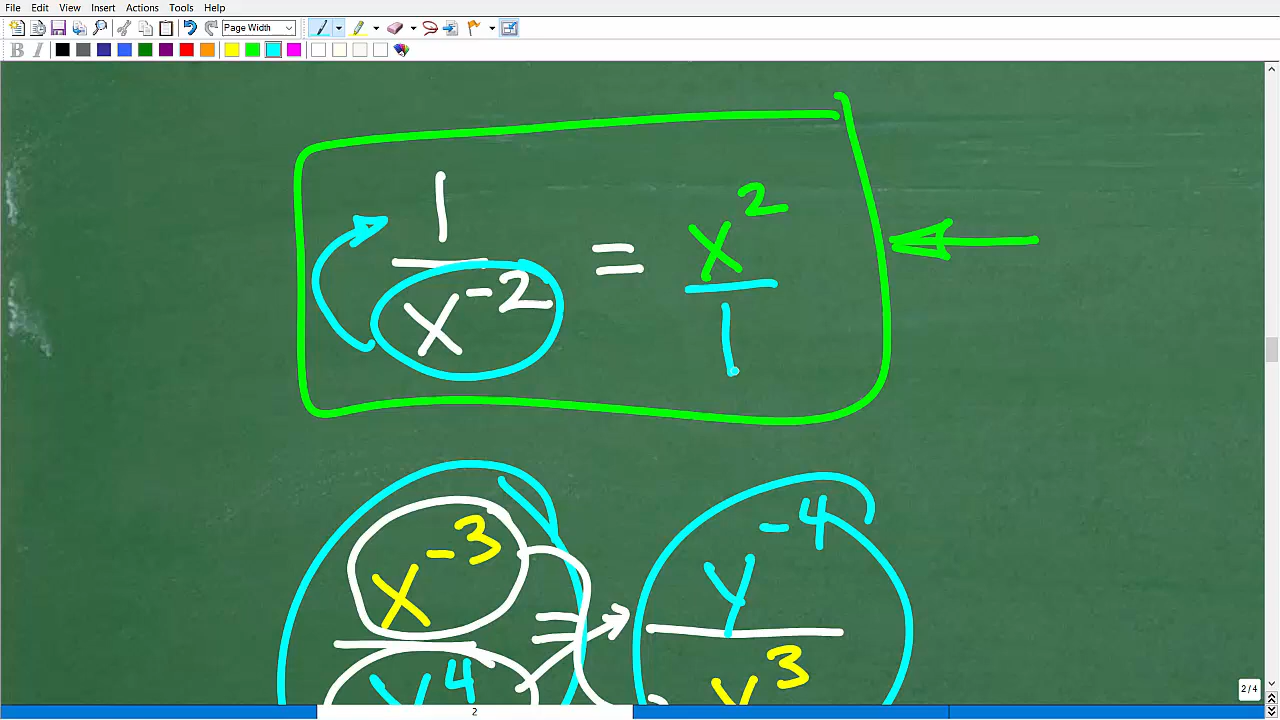 File Edit View Insert Actions Tools Help
Page Width
B I
1/x^-2 = x^2/1
x^-3/y^4 = y^-4/x^3
2/4
2